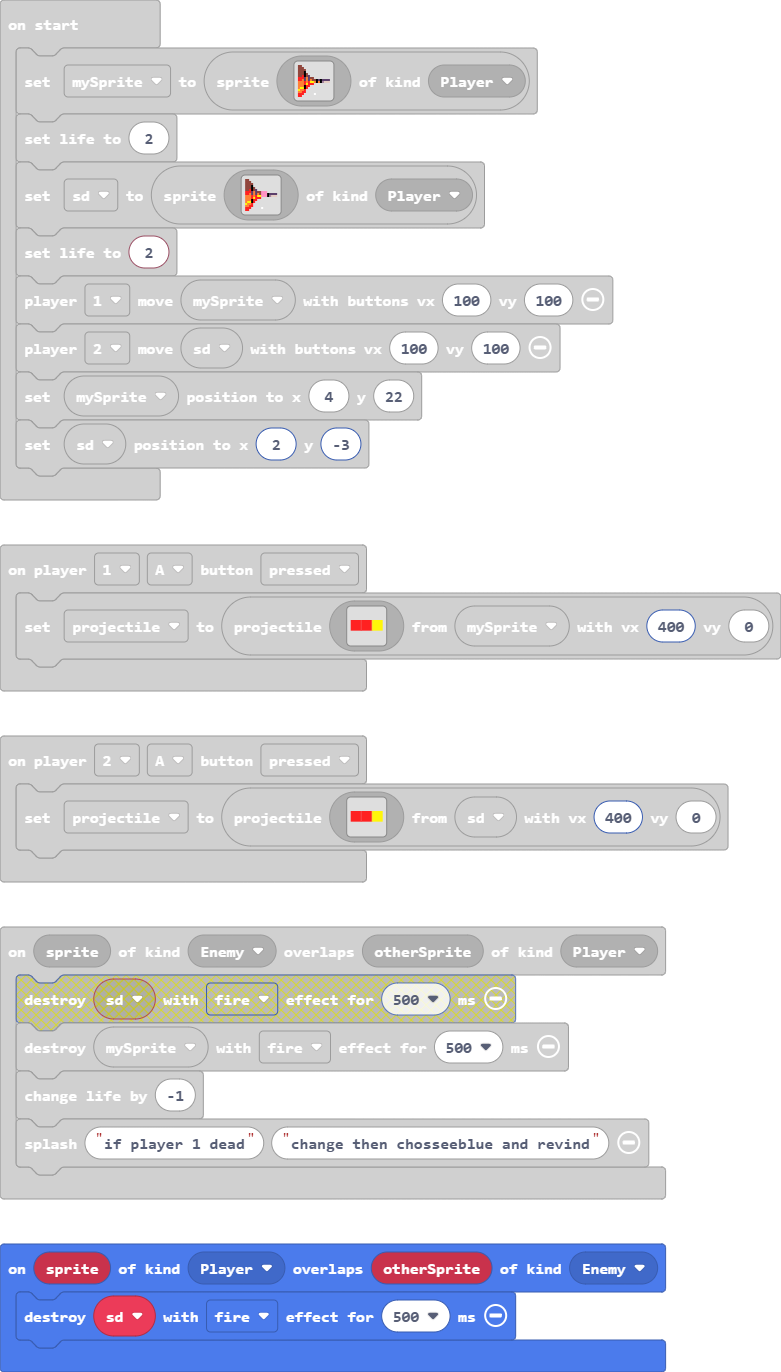 on start
set mySprite to sprite of kind Player
set life to 2
set sd to sprite of kind Player
set life to 2
player 1 move mySprite with buttons vx 100 vy 100
player 2 move sd with buttons vx 100 vy 100
set mySprite position to x 4 y 22
set sd position to x 2 y -3
on player 1 A button pressed
set projectile to projectile from mySprite with vx 400 vy 0
on player 2 A button pressed
set projectile to projectile from sd with vx 400 vy 0
on sprite of kind Enemy overlaps otherSprite of kind Player
destroy sd with fire effect for 500 ms
destroy mySprite with fire effect for 500 ms
change life by -1
splash "if player 1 dead" "change then chosseeblue and revind"
on sprite of kind Player overlaps otherSprite of kind Enemy
destroy sd with fire effect for 500 ms